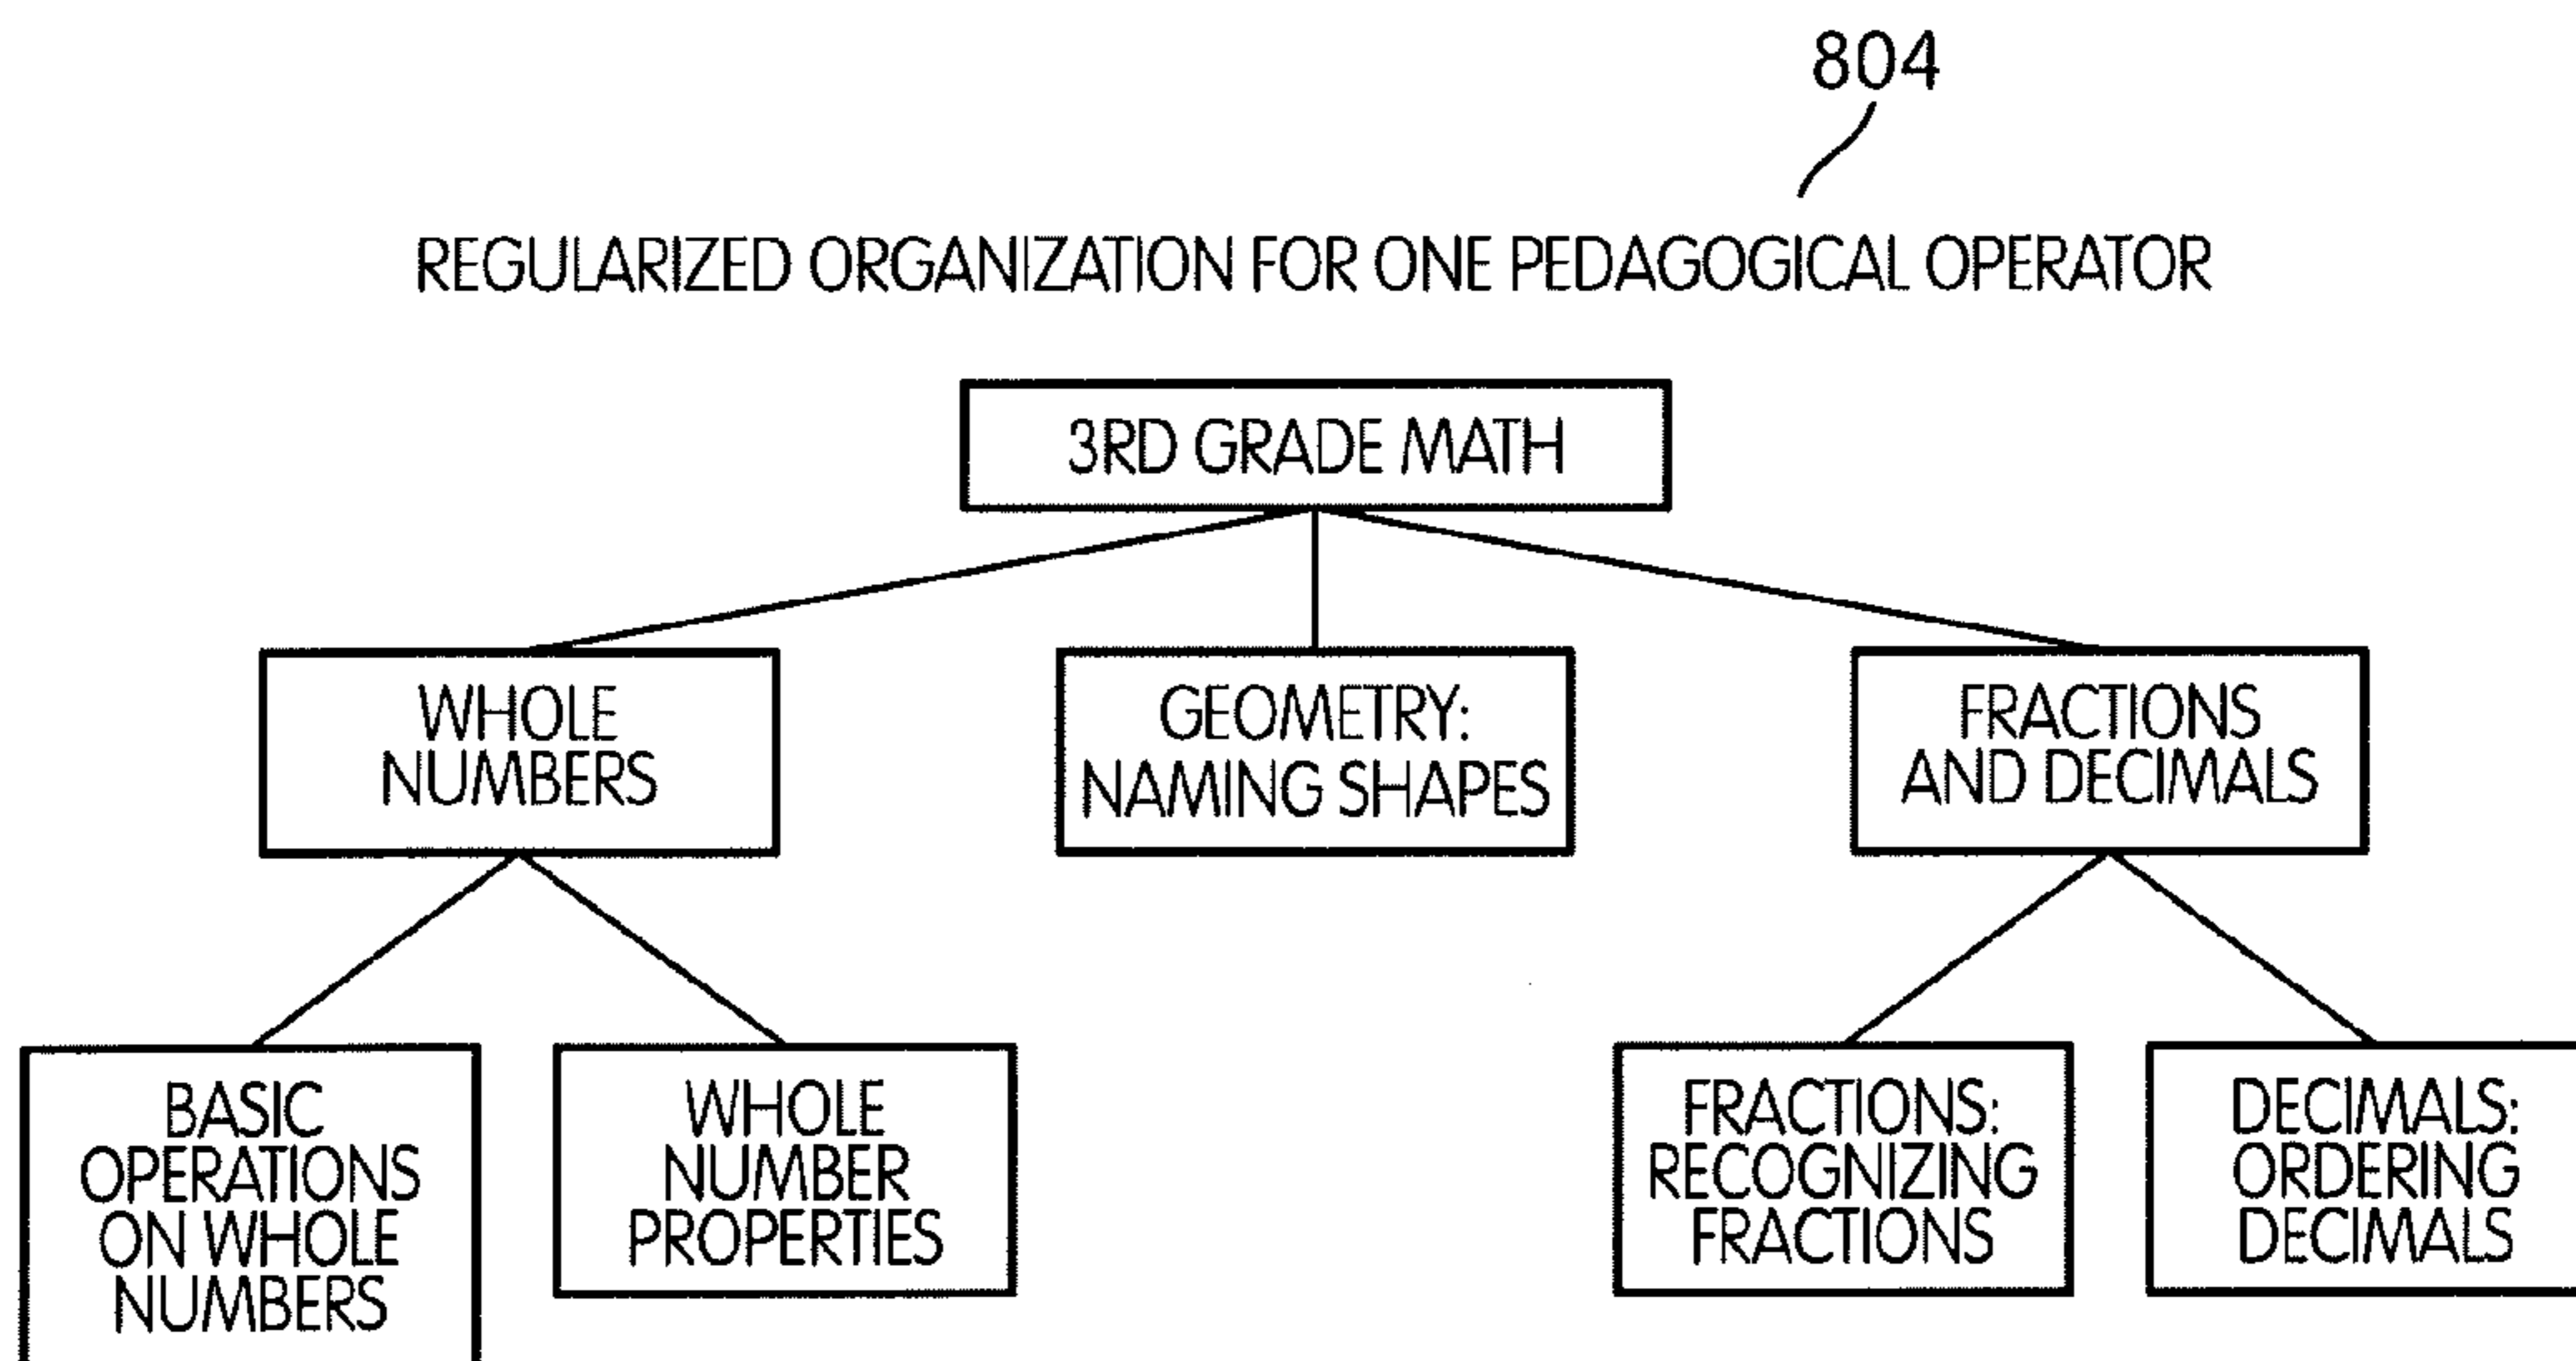 804
REGULARIZED ORGANIZATION FOR ONE PEDAGOGICAL OPERATOR
3RD GRADE MATH
WHOLE
NUMBERS
GEOMETRY:
NAMING SHAPES
FRACTIONS
AND DECIMALS
BASIC
OPERATIONS
ON WHOLE
NUMBERS
WHOLE
NUMBER
PROPERTIES
FRACTIONS:
RECOGNIZING
FRACTIONS
DECIMALS:
ORDERING
DECIMALS